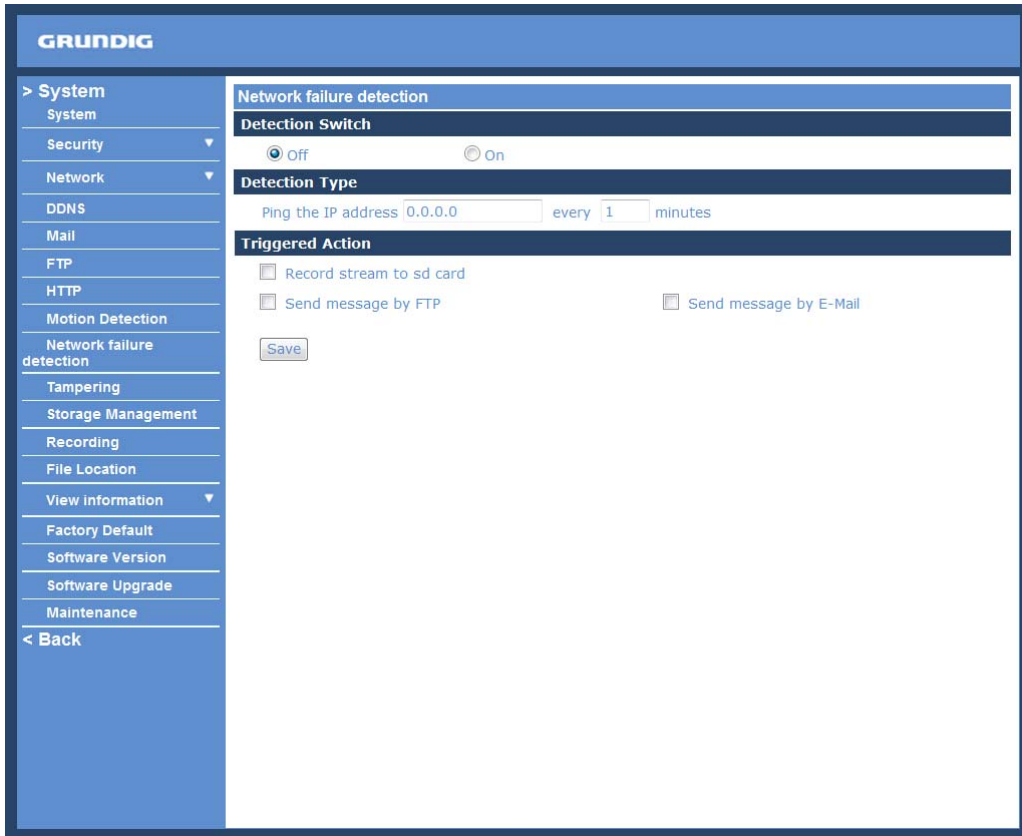 GRUNDIG
> System
System
Security
Network
DDNS
Mail
FTP
HTTP
Motion Detection
Network failure
detection
Tampering
Storage Management
Recording
File Location
View information
Factory Default
Software Version
Software Upgrade
Maintenance
< Back
Network failure detection
Detection Switch
Off On
Detection Type
Ping the IP address 0.0.0.0 every 1 minutes
Triggered Action
Record stream to sd card
Send message by FTP Send message by E-Mail
Save